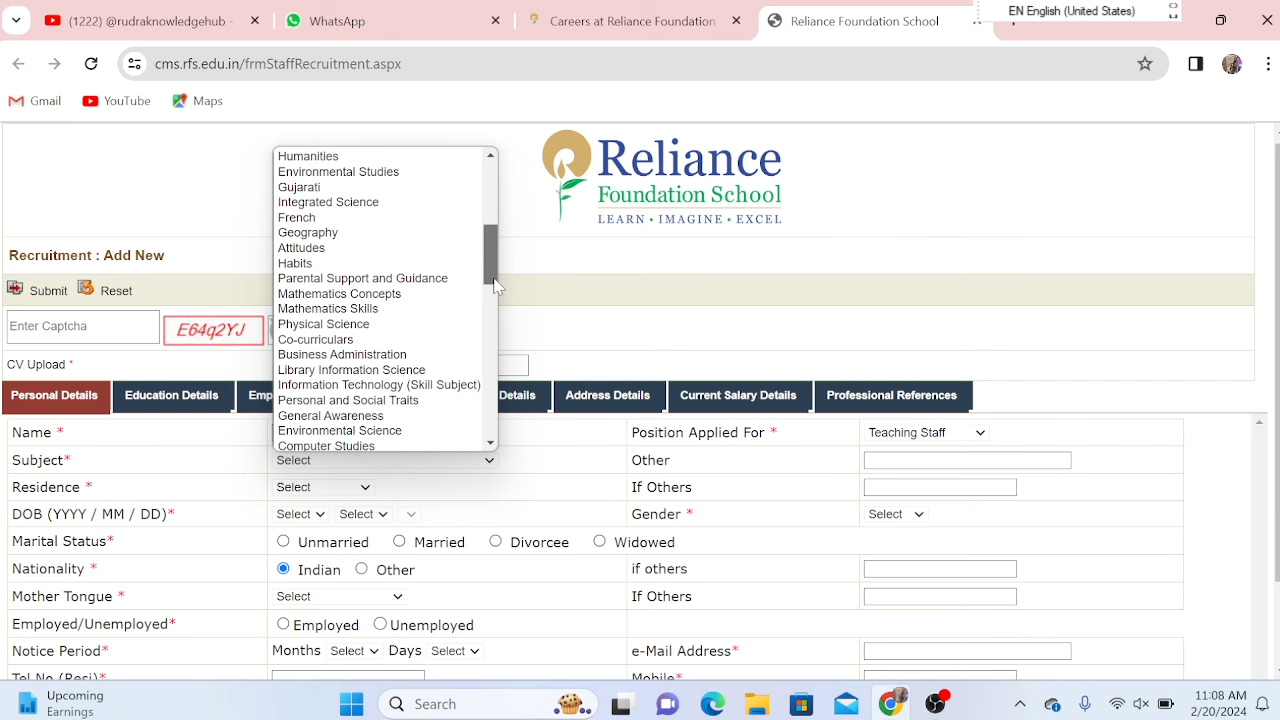 (1222) @rudraknowledgehub -
WhatsApp
Careers at Reliance Foundation
Reliance Foundation School
EN English (United States)
cms.rfs.edu.in/frmStaffRecruitment.aspx
Gmail
YouTube
Maps
Reliance
Foundation School
LEARN • IMAGINE • EXCEL
Recruitment : Add New
Submit
Reset
Enter Captcha
E64q2YJ
CV Upload *
Humanities
Environmental Studies
Gujarati
Integrated Science
French
Geography
Attitudes
Habits
Parental Support and Guidance
Mathematics Concepts
Mathematics Skills
Physical Science
Co-curriculars
Business Administration
Library Information Science
Information Technology (Skill Subject)
Personal and Social Traits
General Awareness
Environmental Science
Computer Studies
Personal Details
Education Details
Emp
Details
Address Details
Current Salary Details
Professional References
Name *
Position Applied For *
Teaching Staff
Subject*
Select
Other
Residence *
Select
If Others
DOB (YYYY / MM / DD)*
Select
Select
Gender *
Select
Marital Status*
Unmarried
Married
Divorcee
Widowed
Nationality *
Indian
Other
if others
Mother Tongue *
Select
If Others
Employed/Unemployed*
Employed
Unemployed
Notice Period*
Months Select Days Select
e-Mail Address*
Tel No (Resi)*
Mobile*
Upcoming
Earnings
Search
11:08 AM
2/20/2024